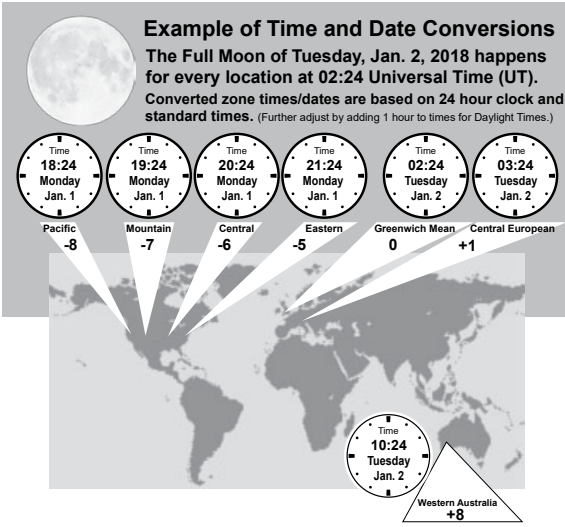 Example of Time and Date Conversions
The Full Moon of Tuesday, Jan. 2, 2018 happens
for every location at 02:24 Universal Time (UT).
Converted zone times/dates are based on 24 hour clock and
standard times. (Further adjust by adding 1 hour to times for Daylight Times.)
Time
18:24
Monday
Jan. 1
Time
19:24
Monday
Jan. 1
Time
20:24
Monday
Jan. 1
Time
21:24
Monday
Jan. 1
Time
02:24
Tuesday
Jan. 2
Time
03:24
Tuesday
Jan. 2
Pacific
-8
Mountain
-7
Central
-6
Eastern
-5
Greenwich Mean
0
Central European
+1
Time
10:24
Tuesday
Jan. 2
Western Australia
+8